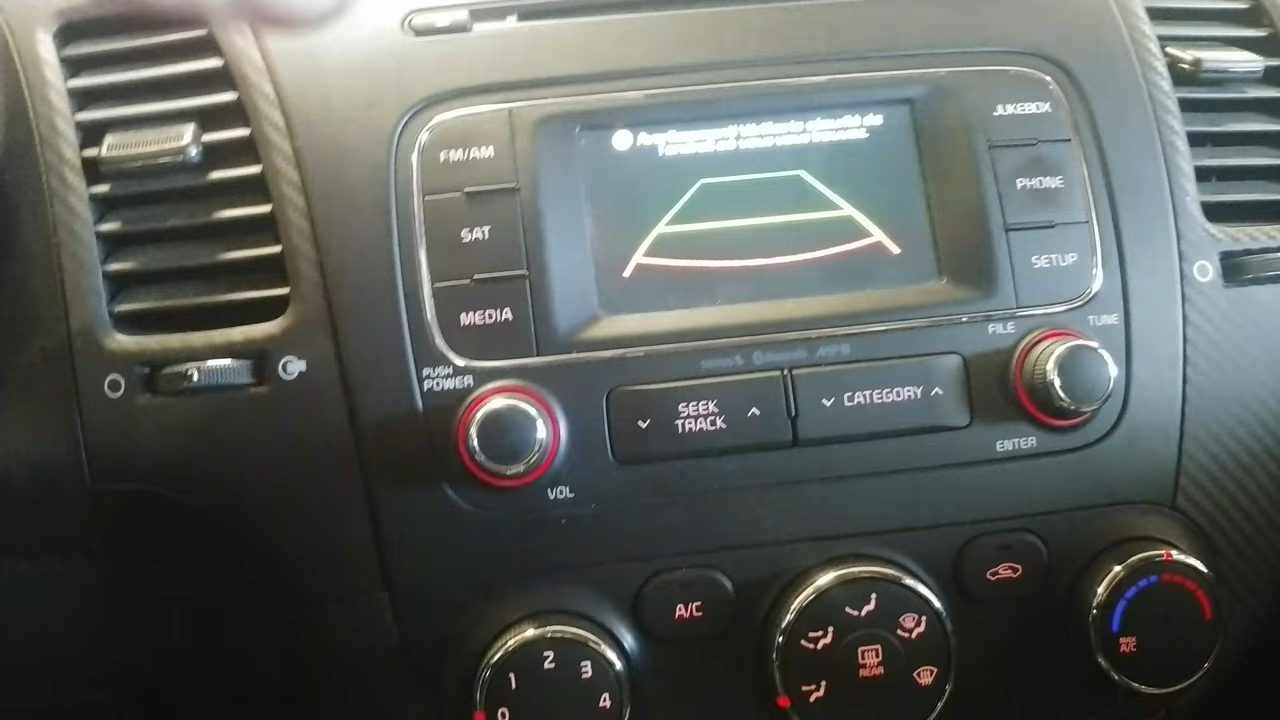 JUKEBOX
FM/AM
PHONE
SAT
SETUP
MEDIA
FILE
TUNE
PUSH
POWER
SEEK
TRACK
CATEGORY
ENTER
VOL
A/C
MAX
A/C
REAR
0
1
2
3
4